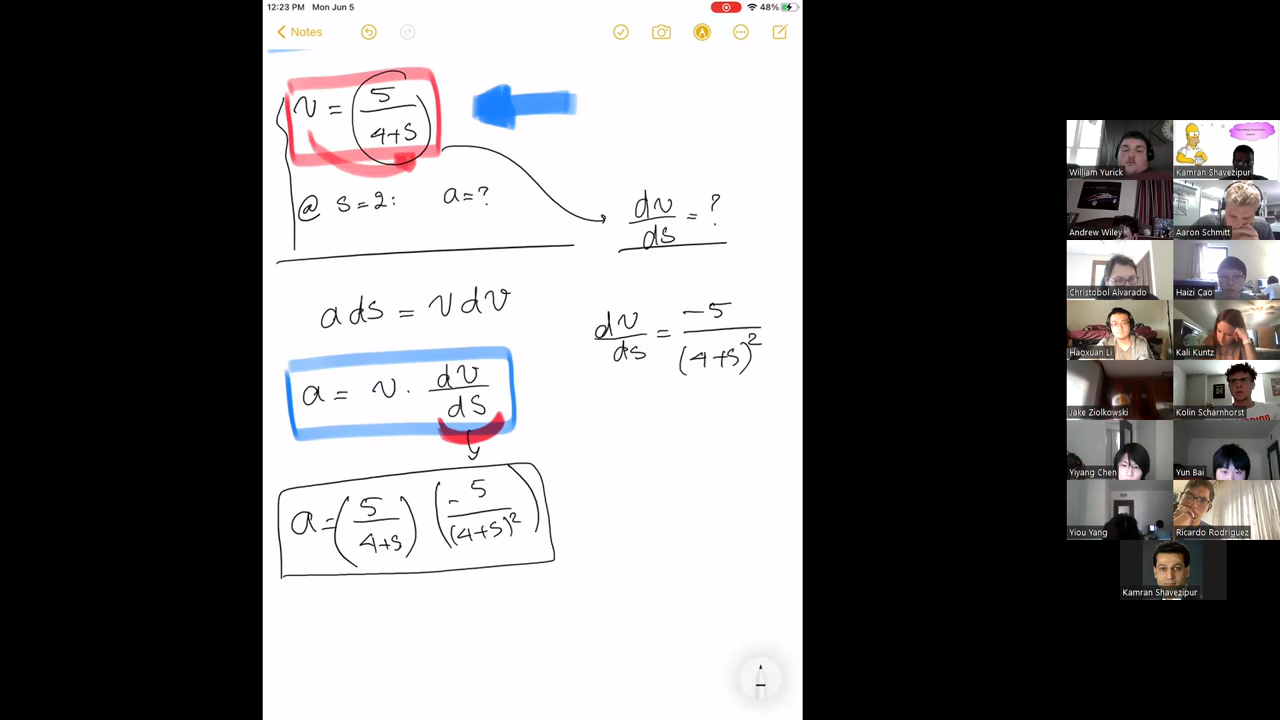 12:23 PM Mon Jun 5
48%
Notes
v = 5/(4+s)
@ s=2: a=?
dv/ds = ?
a ds = v dv
dv/ds = -5/(4+s)^2
a = v · dv/ds
a = (5/(4+s)) (-5/(4+s)^2)
William Yurick
Kamran Shavezipur
Andrew Wiley
Aaron Schmitt
Christobol Alvarado
Haizi Cao
Haoxuan Li
Kali Kuntz
Jake Ziolkowski
Kolin Scharnhorst
Yiyang Chen
Yun Bai
Yiou Yang
Ricardo Rodriguez
Kamran Shavezipur